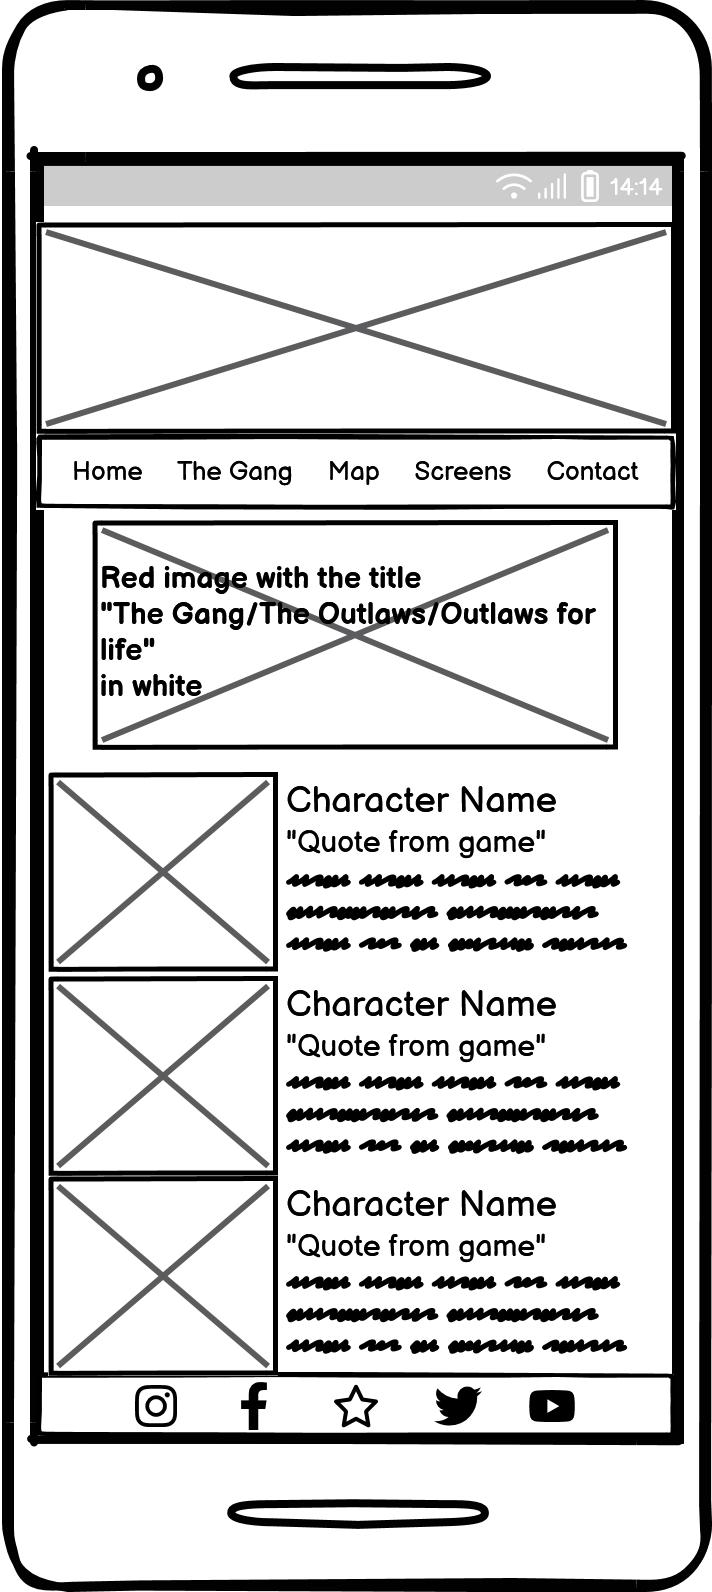 14:14
Home The Gang Map Screens Contact
Red image with the title
"The Gang/The Outlaws/Outlaws for
life"
in white
Character Name
"Quote from game"
Character Name
"Quote from game"
Character Name
"Quote from game"